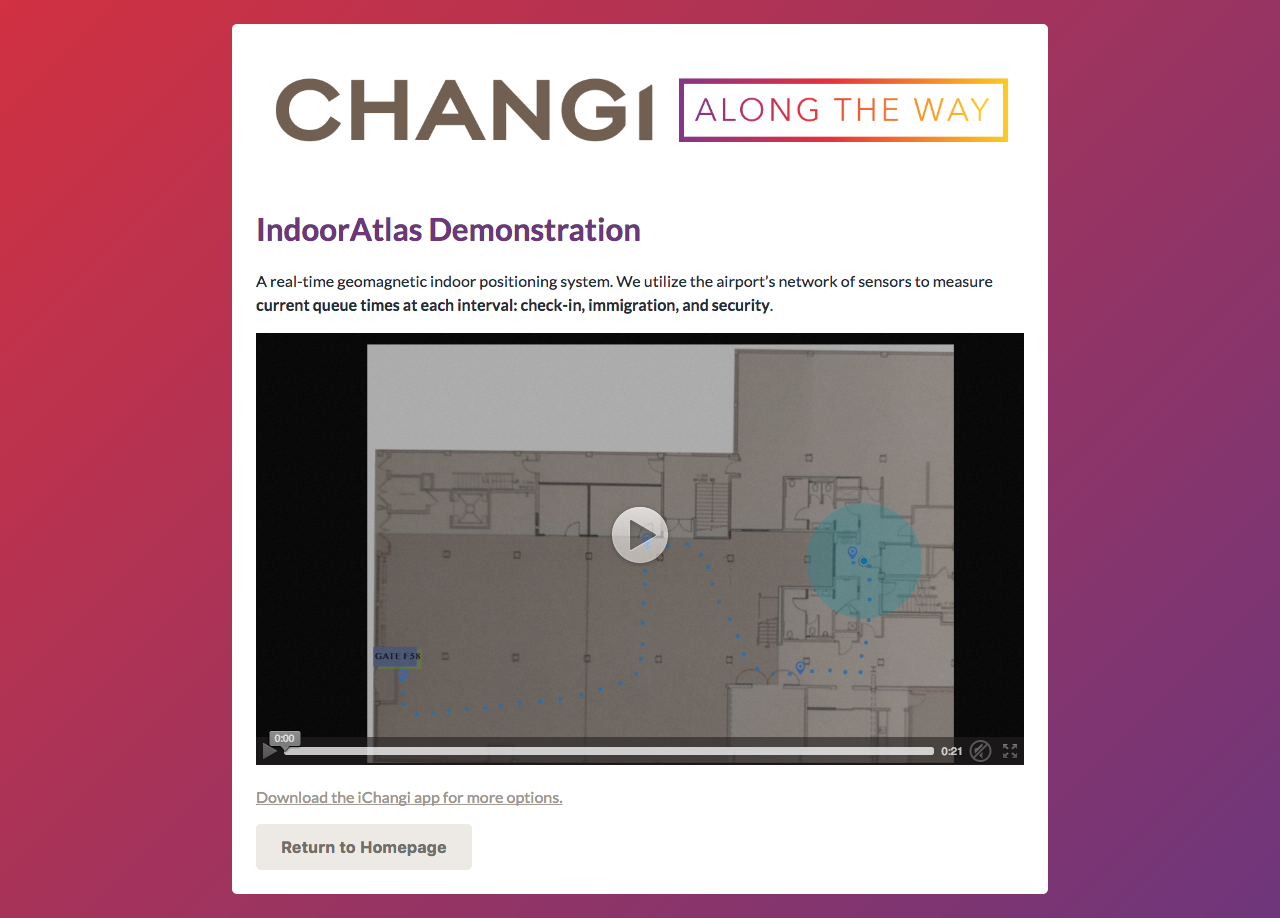 CHANGI ALONG THE WAY
IndoorAtlas Demonstration
A real-time geomagnetic indoor positioning system. We utilize the airport’s network of sensors to measure
current queue times at each interval: check-in, immigration, and security.
GATE F58
0:00
0:21
Download the iChangi app for more options.
Return to Homepage